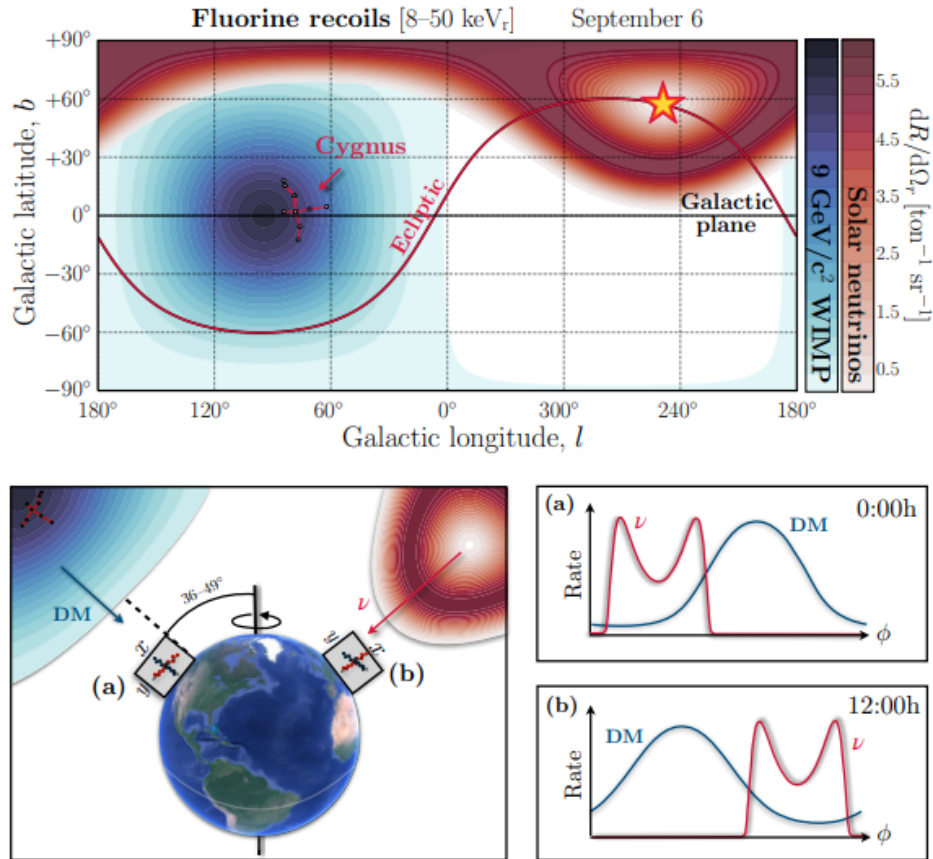 Fluorine recoils [8–50 keVr] September 6
+90°
+60°
+30°
0°
−30°
−60°
−90°
Galactic latitude, b
Cygnus
Ecliptic
Galactic
plane
180° 120° 60° 0° 300° 240° 180°
Galactic longitude, l
9 GeV/c² WIMP
Solar neutrinos
5.5
4.5
3.5
2.5
1.5
0.5
dR/dΩr [ton⁻¹ sr⁻¹]
DM
36–49°
ν
x
y
(a)
y
x
(b)
(a) 0:00h
ν
DM
Rate
ϕ
(b) 12:00h
DM
ν
Rate
ϕ